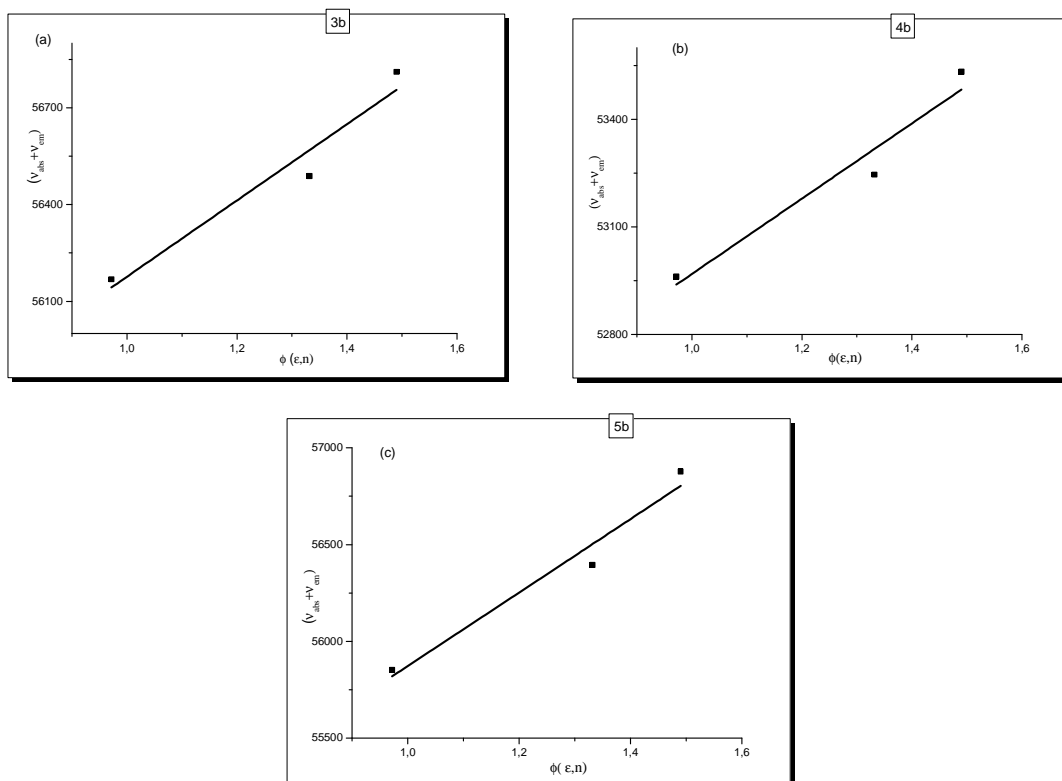 3b
(a)
56700
56400
56100
(ν_abs+ν_em)
1,0 1,2 1,4 1,6
ϕ (ε,n)
4b
(b)
53400
53100
52800
(ν_abs+ν_em)
1,0 1,2 1,4 1,6
ϕ(ε,n)
5b
(c)
57000
56500
56000
55500
(ν_abs+ν_em)
1,0 1,2 1,4 1,6
ϕ( ε,n)